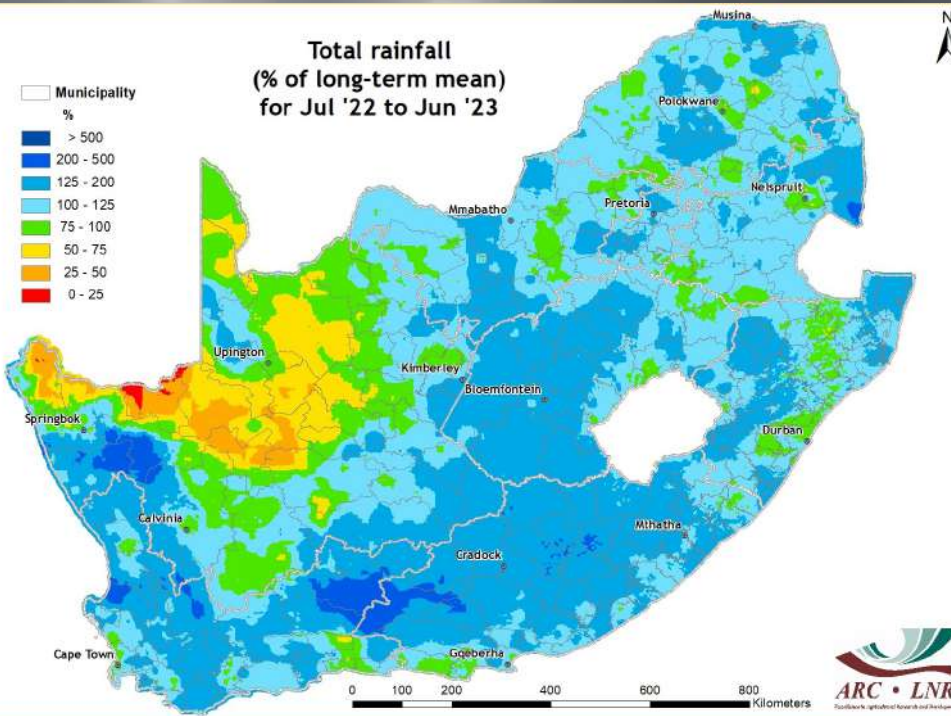 Total rainfall
(% of long-term mean)
for Jul '22 to Jun '23
N
Municipality
%
> 500
200 - 500
125 - 200
100 - 125
75 - 100
50 - 75
25 - 50
0 - 25
Musina
Polokwane
Nelspruit
Pretoria
Mmabatho
Upington
Kimberley
Bloemfontein
Springbok
Durban
Calvinia
Mthatha
Cradock
Cape Town
Gqeberha
0 100 200 400 600 800
Kilometers
ARC • LNR